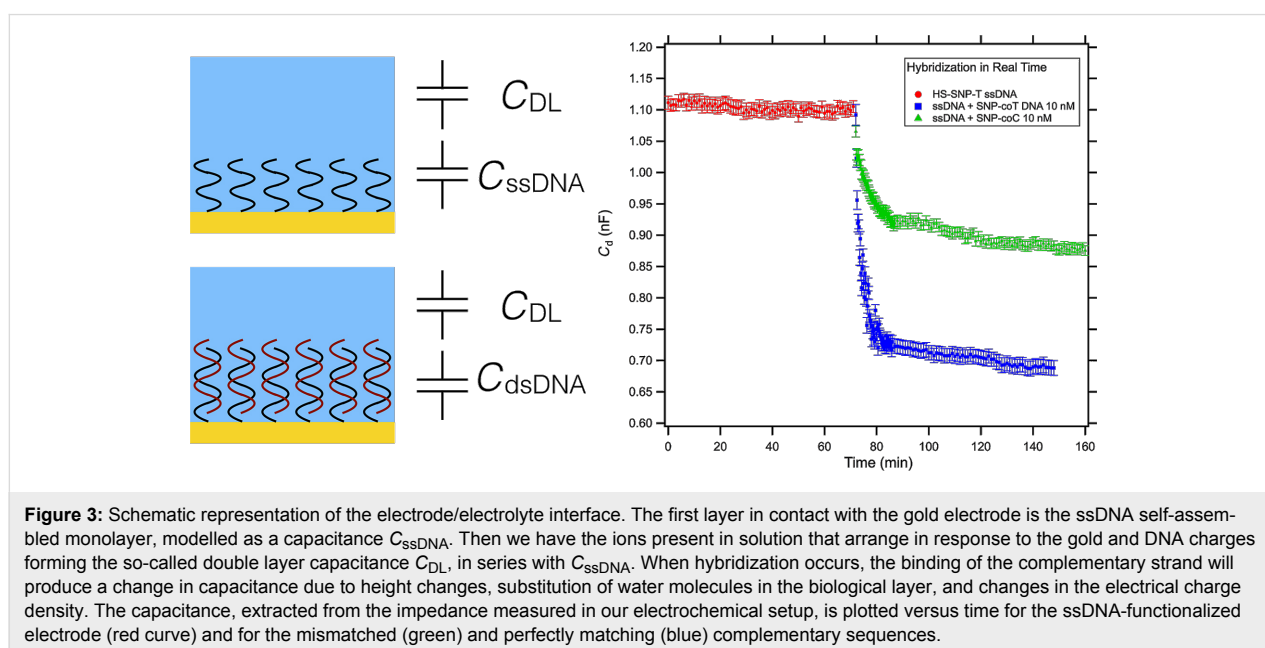 C_DL
C_ssDNA
C_DL
C_dsDNA
1.20
1.15
1.10
1.05
1.00
0.95
0.90
0.85
0.80
0.75
0.70
0.65
0.60
C_d (nF)
Hybridization in Real Time
HS-SNP-T ssDNA
ssDNA + SNP-coT DNA 10 nM
ssDNA + SNP-coC 10 nM
0 20 40 60 80 100 120 140 160
Time (min)
Figure 3: Schematic representation of the electrode/electrolyte interface. The first layer in contact with the gold electrode is the ssDNA self-assem-
bled monolayer, modelled as a capacitance C_ssDNA. Then we have the ions present in solution that arrange in response to the gold and DNA charges
forming the so-called double layer capacitance C_DL, in series with C_ssDNA. When hybridization occurs, the binding of the complementary strand will
produce a change in capacitance due to height changes, substitution of water molecules in the biological layer, and changes in the electrical charge
density. The capacitance, extracted from the impedance measured in our electrochemical setup, is plotted versus time for the ssDNA-functionalized
electrode (red curve) and for the mismatched (green) and perfectly matching (blue) complementary sequences.